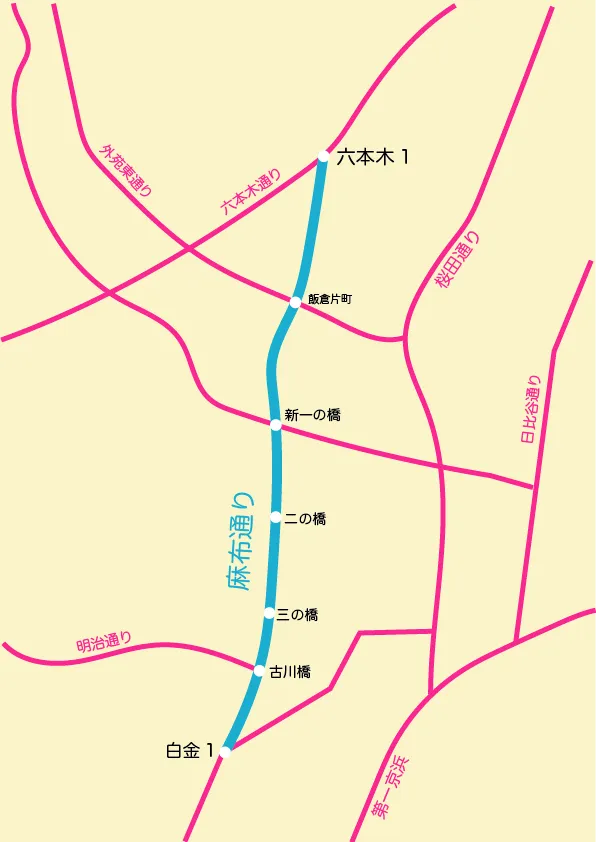 六本木 1
外苑東通り
六本木通り
桜田通り
飯倉片町
日比谷通り
新一の橋
麻布通り
二の橋
三の橋
明治通り
古川橋
白金 1
第一京浜